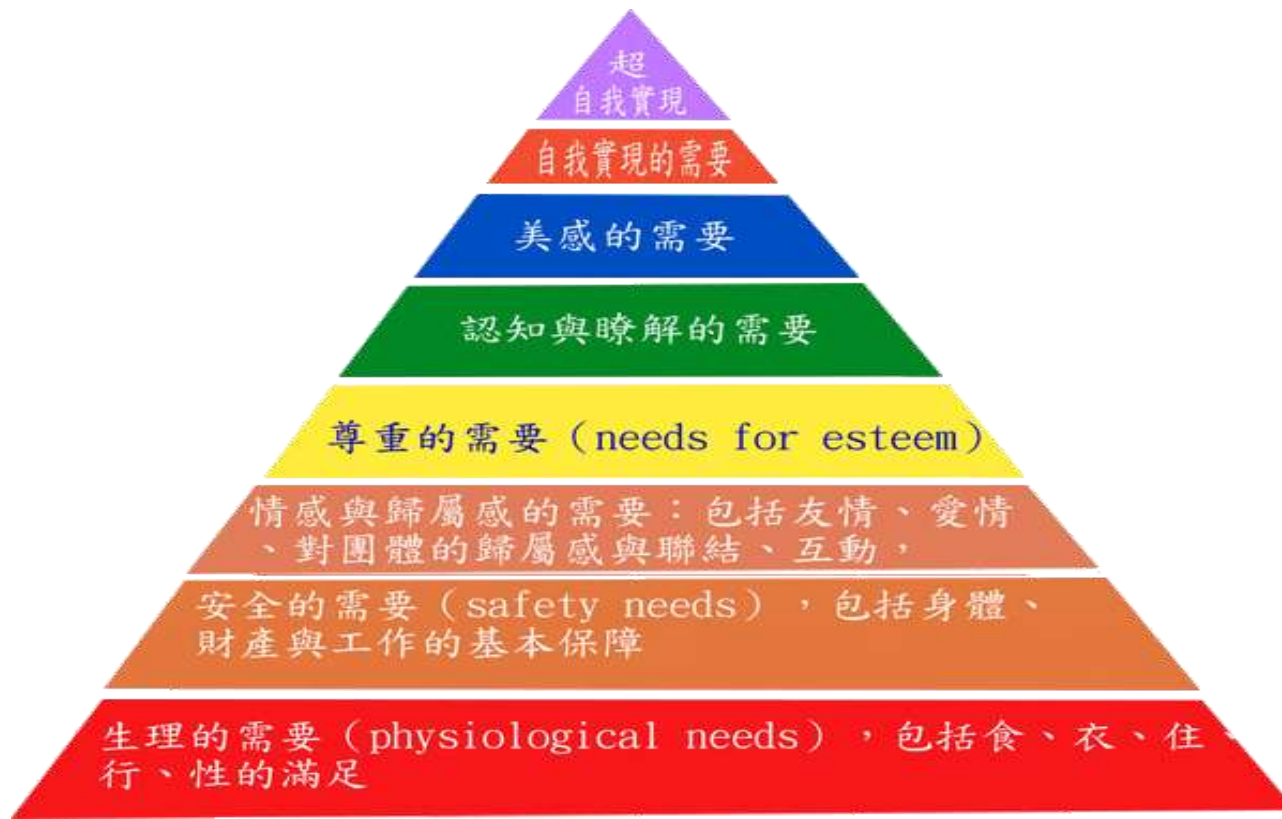 超
自我實現
自我實現的需要
美感的需要
認知與瞭解的需要
尊重的需要（needs for esteem）
情感與歸屬感的需要：包括友情、愛情
、對團體的歸屬感與聯結、互動，
安全的需要（safety needs），包括身體、
財產與工作的基本保障
生理的需要（physiological needs），包括食、衣、住、
行、性的滿足